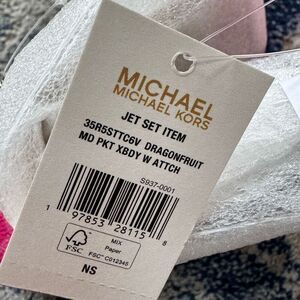 MICHAEL
MICHAEL KORS
JET SET ITEM
35R5STTC6V DRAGONFRUIT
MD PKT XBDY W ATTCH
S937-0001
1 97853 28115 8
FSC
MIX
Paper
FSC™ C012345
NS